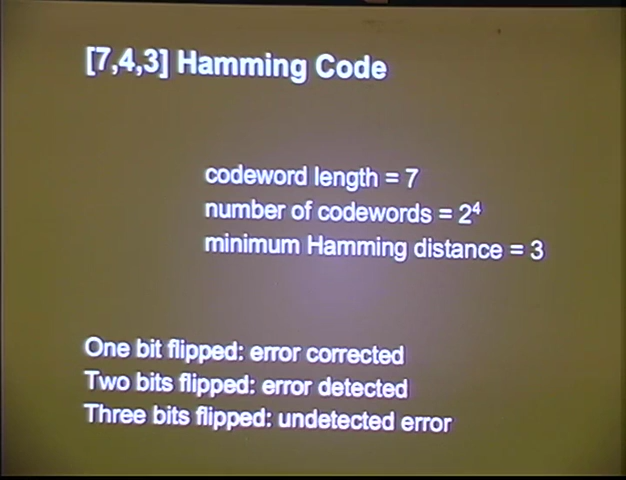 [7,4,3] Hamming Code
codeword length = 7
number of codewords = 2⁴
minimum Hamming distance = 3
One bit flipped: error corrected
Two bits flipped: error detected
Three bits flipped: undetected error